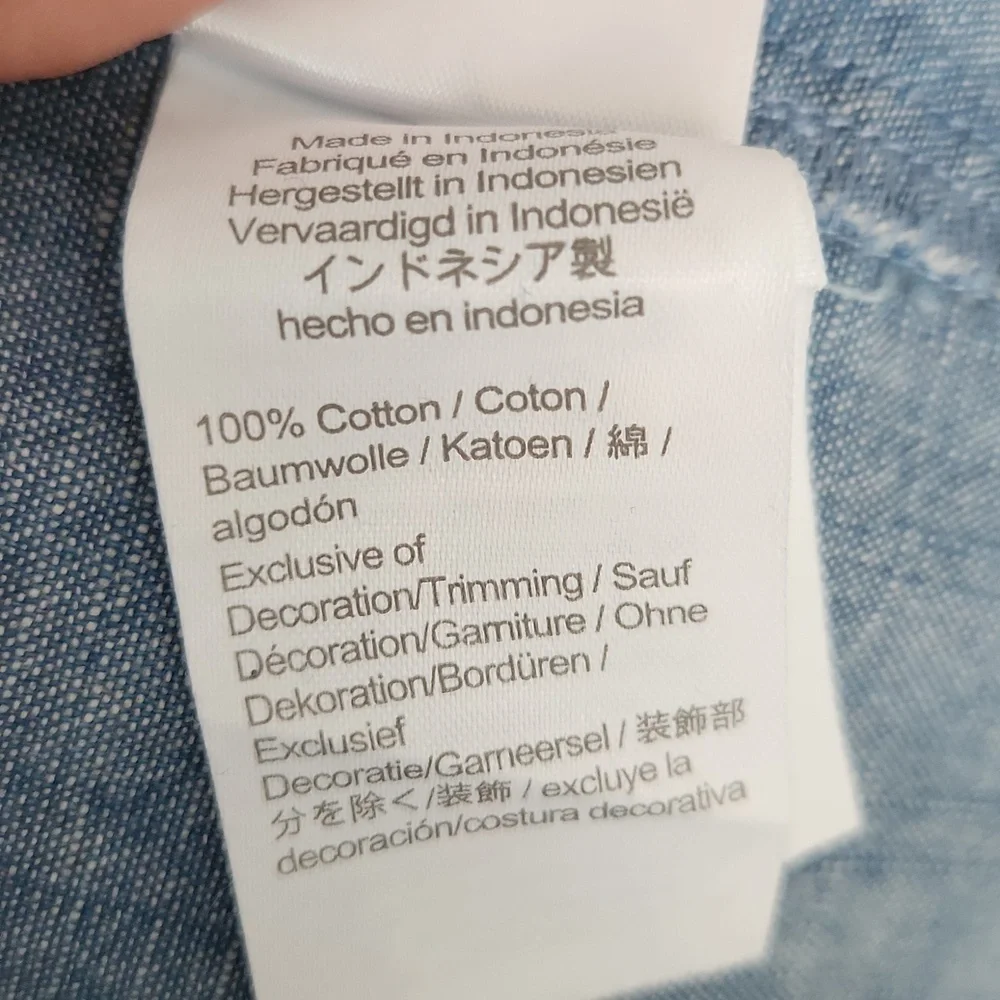 Made in Indonesia
Fabriqué en Indonésie
Hergestellt in Indonesien
Vervaardigd in Indonesië
インドネシア製
hecho en indonesia
100% Cotton / Coton /
Baumwolle / Katoen / 綿 /
algodón
Exclusive of
Decoration/Trimming / Sauf
Décoration/Garniture / Ohne
Dekoration/Bordüren /
Exclusief
Decoratie/Garneersel / 装飾部
分を除く/装飾 / excluye la
decoración/costura decorativa